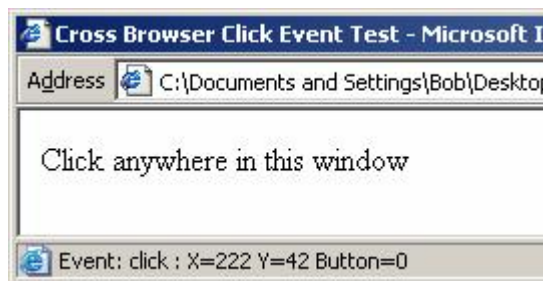 Cross Browser Click Event Test - Microsoft I
Address C:\Documents and Settings\Bob\Desktop
Click anywhere in this window
Event: click : X=222 Y=42 Button=0